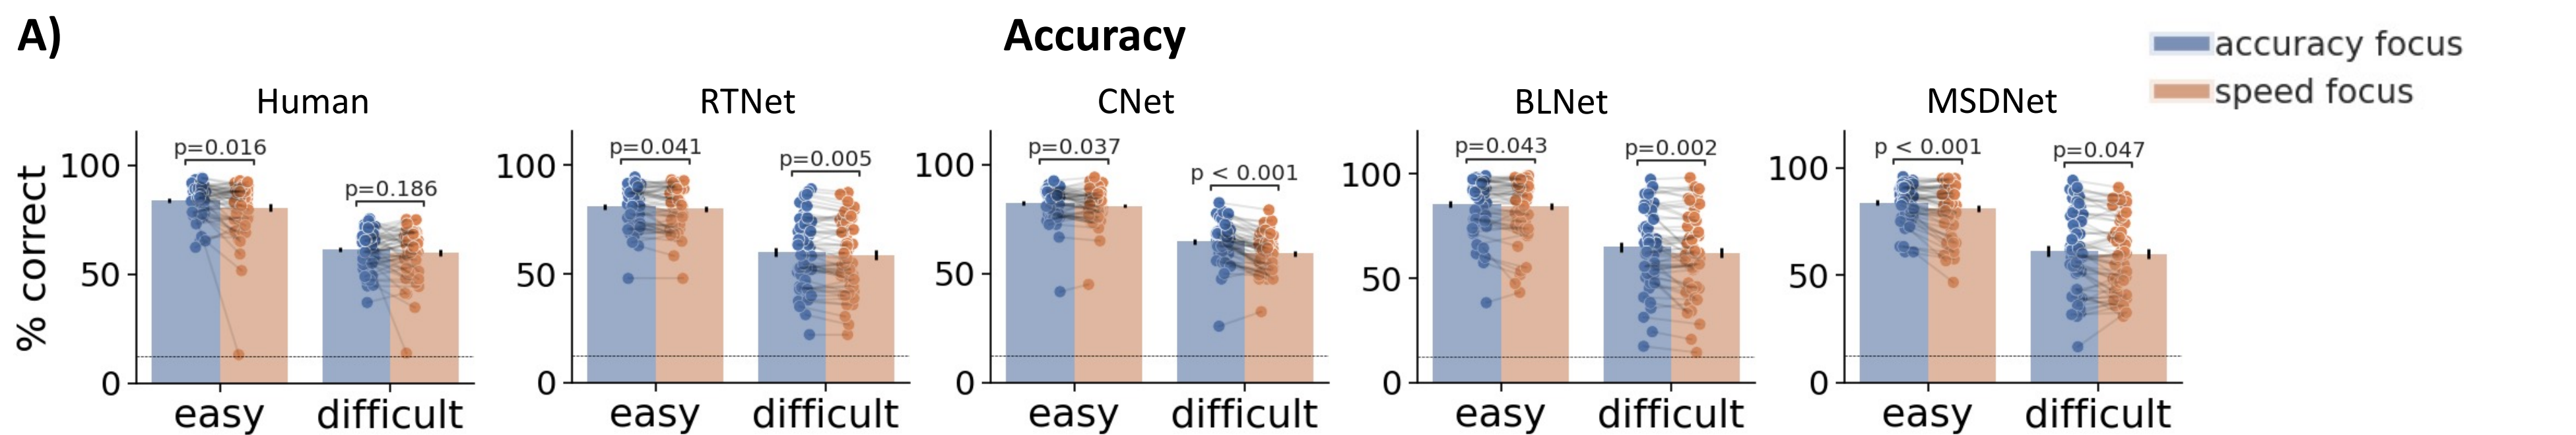 A)
Accuracy
accuracy focus
speed focus
Human
RTNet
CNet
BLNet
MSDNet
% correct
100
50
0
p=0.016
p=0.186
easy
difficult
100
50
0
p=0.041
p=0.005
easy
difficult
100
50
0
p=0.037
p < 0.001
easy
difficult
100
50
0
p=0.043
p=0.002
easy
difficult
100
50
0
p < 0.001
p=0.047
easy
difficult